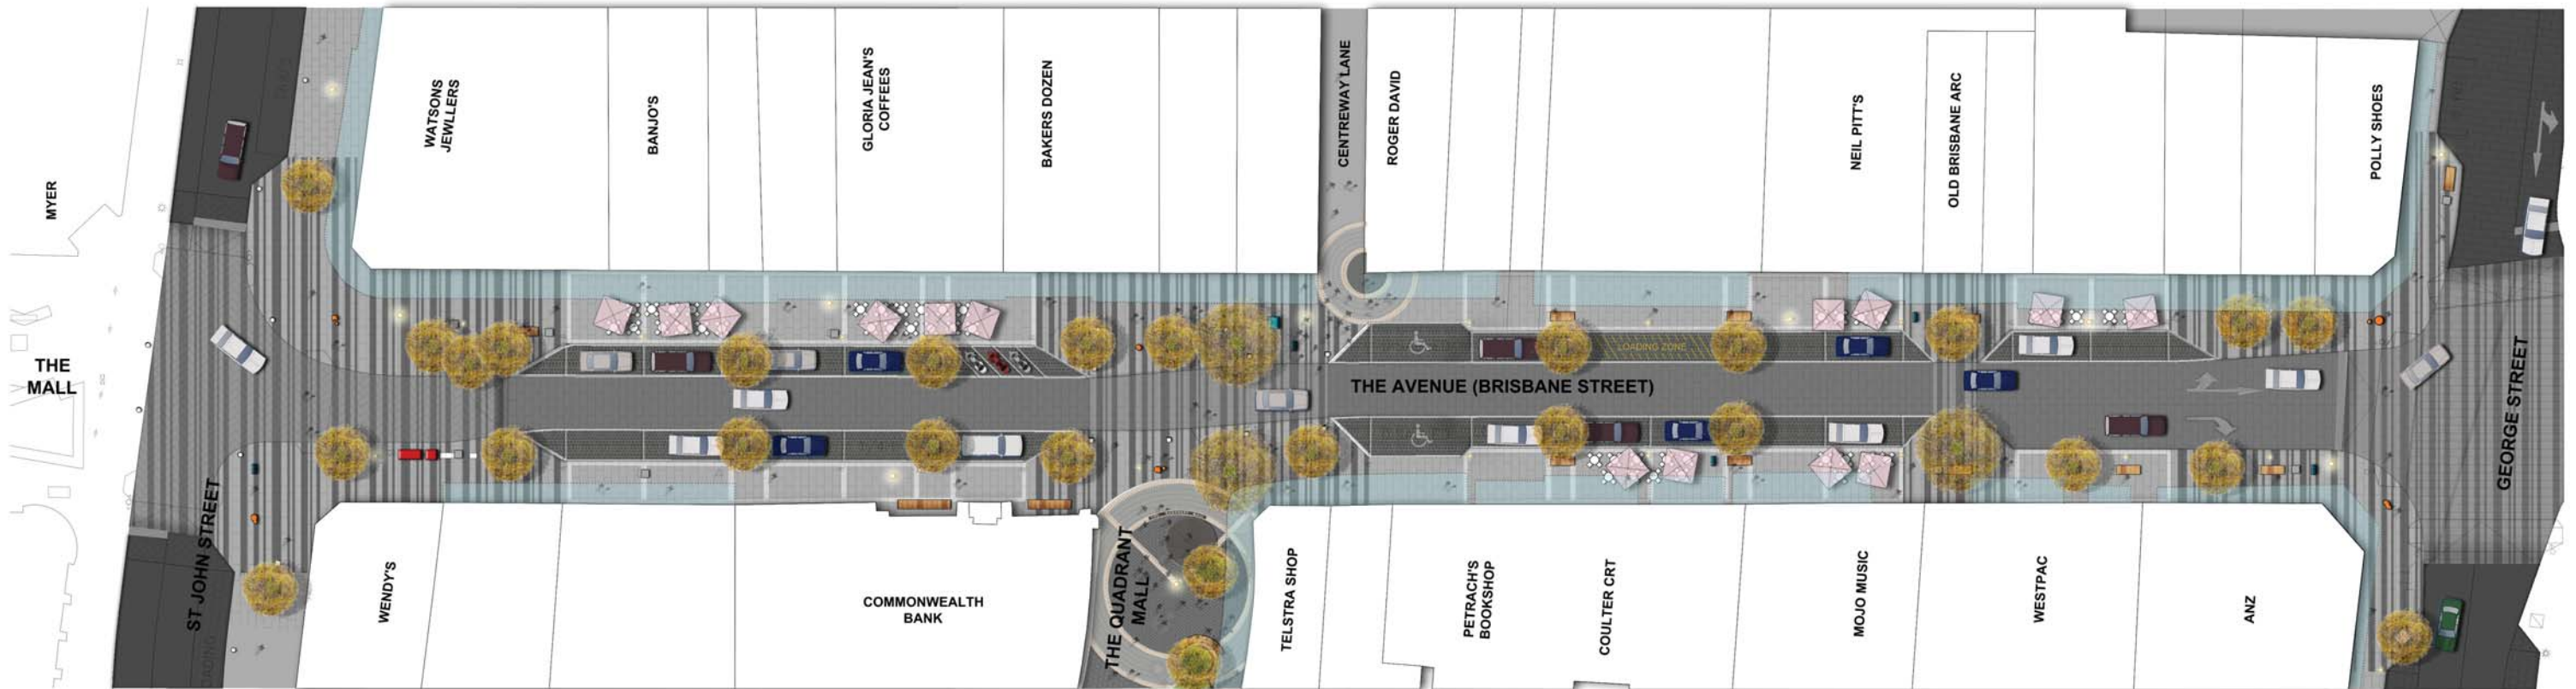 MYER
THE
MALL
ST JOHN STREET
WATSONS
JEWLLERS
BANJO'S
GLORIA JEAN'S
COFFEES
BAKERS DOZEN
CENTREWAY LANE
ROGER DAVID
NEIL PITT'S
OLD BRISBANE ARC
POLLY SHOES
LOADING ZONE
THE AVENUE (BRISBANE STREET)
GEORGE STREET
WENDY'S
COMMONWEALTH
BANK
THE QUADRANT
MALL
TELSTRA SHOP
PETRACH'S
BOOKSHOP
COULTER CRT
MOJO MUSIC
WESTPAC
ANZ